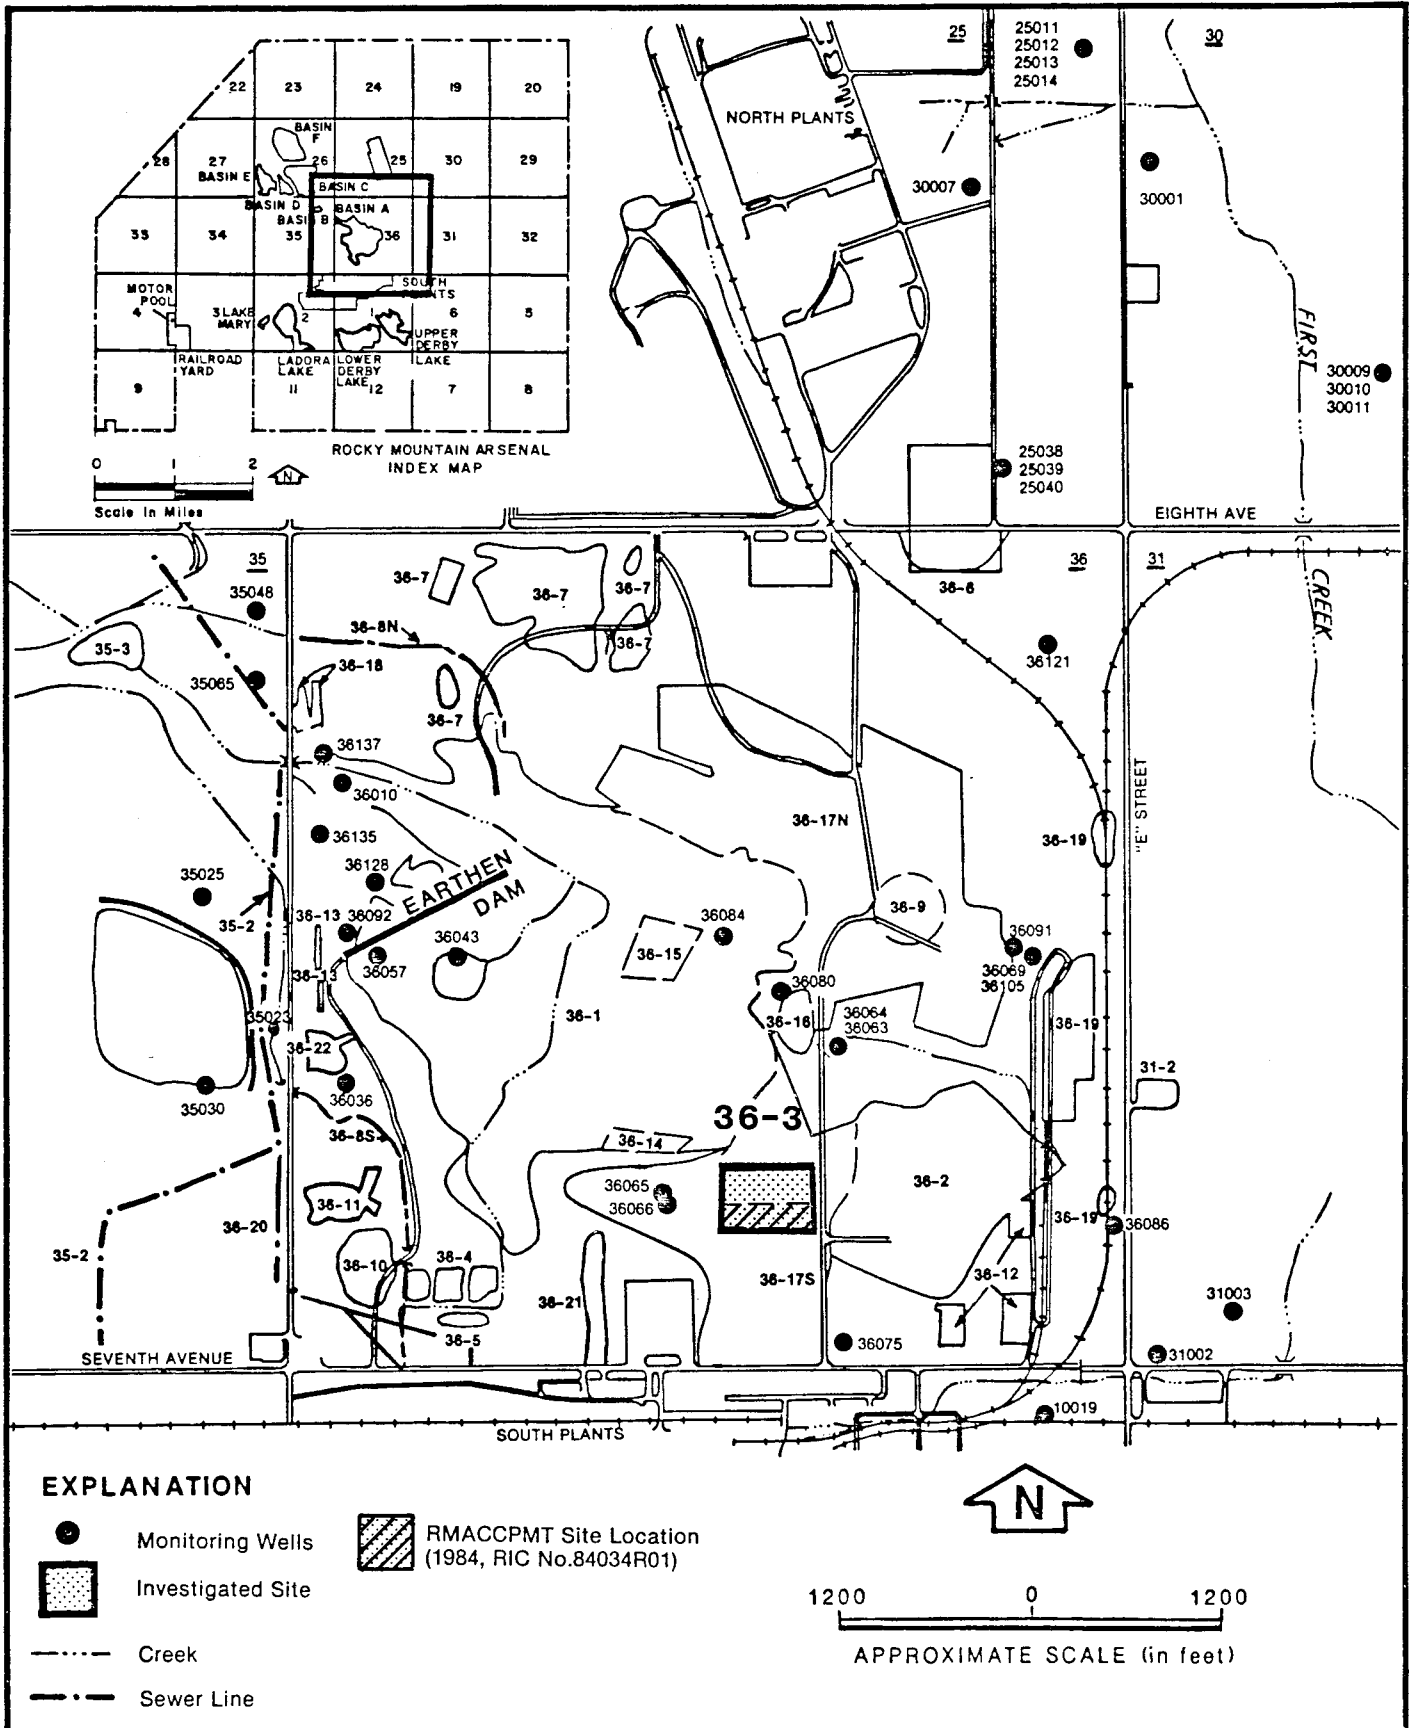 22
23
24
19
20
BASIN
F
28
27
26
25
30
29
BASIN E
BASIN C
BASIN D
BASIN B
BASIN A
33
34
35
36
31
32
MOTOR
POOL
SOUTH
PLANTS
4
3 LAKE
MARY
2
1
6
5
UPPER
DERBY
LAKE
RAILROAD
YARD
LADORA
LAKE
LOWER
DERBY
LAKE
9
11
12
7
8
ROCKY MOUNTAIN ARSENAL
INDEX MAP
0 1 2
N
Scale In Miles
25
25011
25012
25013
25014
30
NORTH PLANTS
30007
30001
FIRST
30009
30010
30011
25038
25039
25040
EIGHTH AVE
35
36
31
CREEK
35048
36-7
36-7
36-7
36-6
36-8N
36-7
35-3
36-18
36121
35065
36-7
36137
36010
"E" STREET
36135
36-17N
36-19
36128
EARTHEN
DAM
35025
35-2
36-13
36092
36084
36-9
36043
36-15
36091
36057
36069
36105
36-13
36080
36-1
36-16
36064
36063
36-19
35023
36-22
31-2
35030
36036
36-3
36-8S
36-14
36-2
36065
36066
36-11
36-20
36-19
36086
35-2
36-10
36-4
36-17S
36-12
36-21
31003
36-5
36075
31002
SEVENTH AVENUE
10019
SOUTH PLANTS
N
EXPLANATION
Monitoring Wells
RMACCPMT Site Location
(1984, RIC No.84034R01)
Investigated Site
1200 0 1200
APPROXIMATE SCALE (in feet)
Creek
Sewer Line